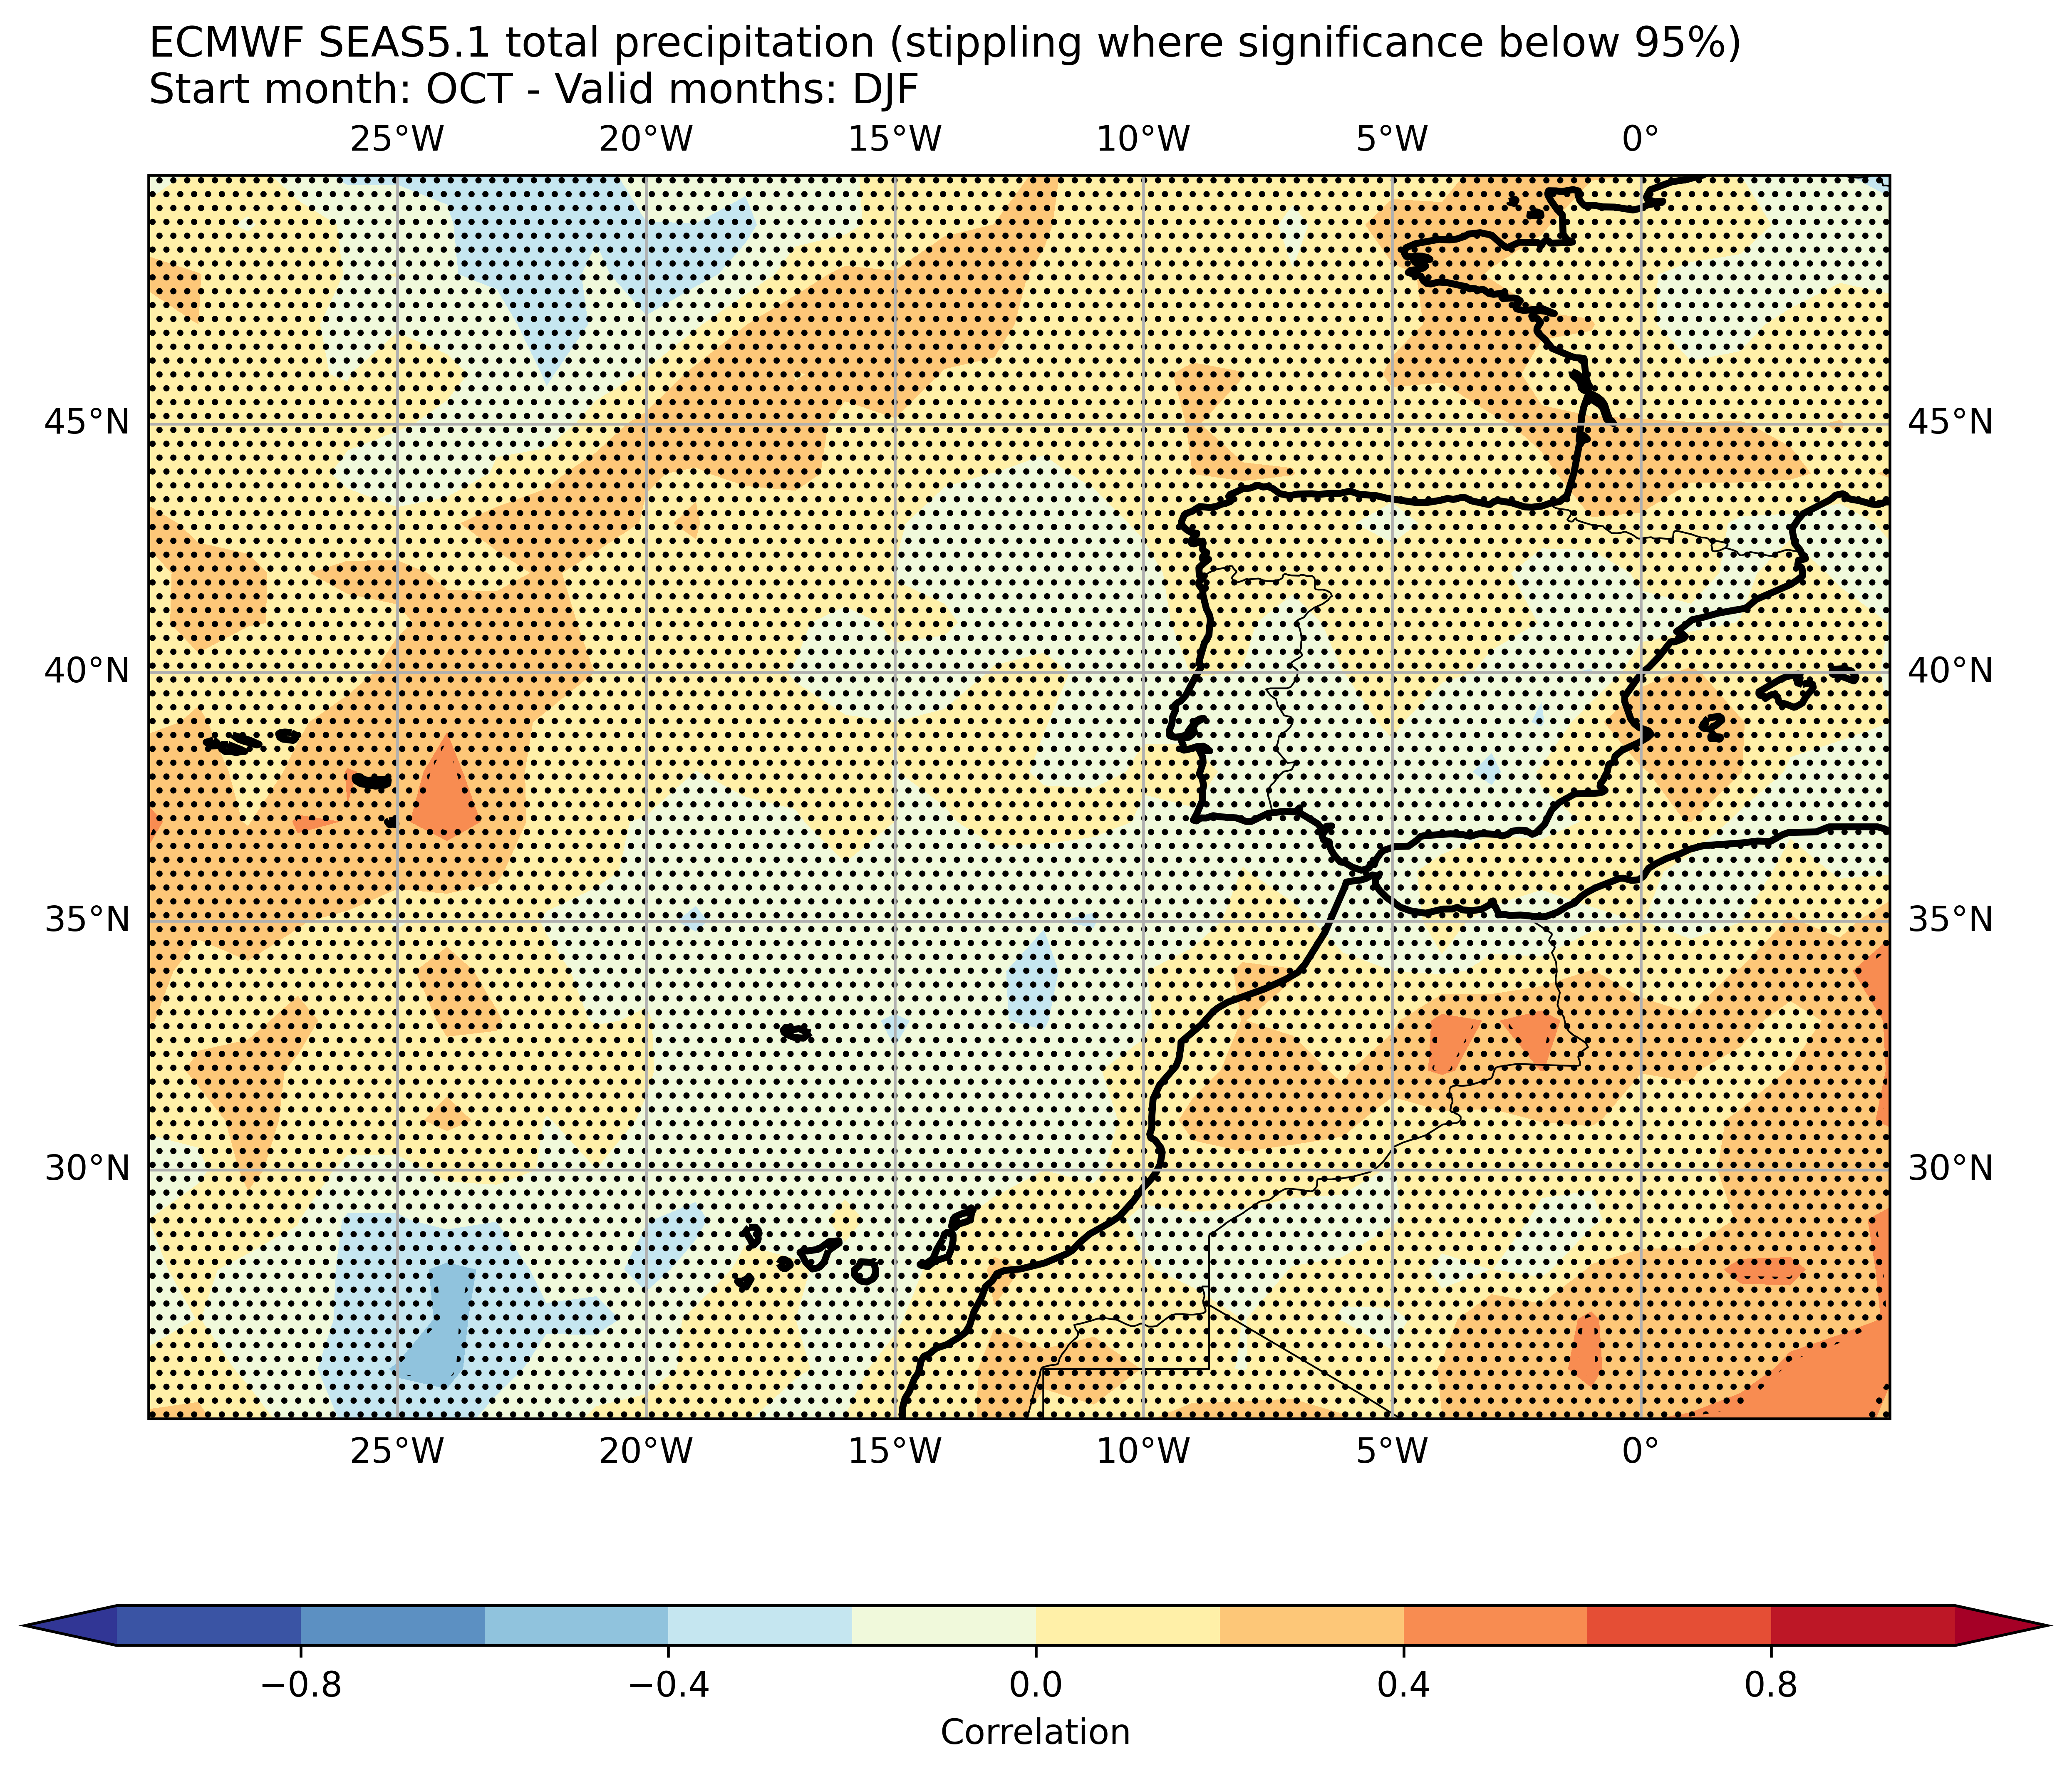 ECMWF SEAS5.1 total precipitation (stippling where significance below 95%)
Start month: OCT - Valid months: DJF
25°W 20°W 15°W 10°W 5°W 0°
45°N 45°N
40°N 40°N
35°N 35°N
30°N 30°N
25°W 20°W 15°W 10°W 5°W 0°
−0.8 −0.4 0.0 0.4 0.8
Correlation